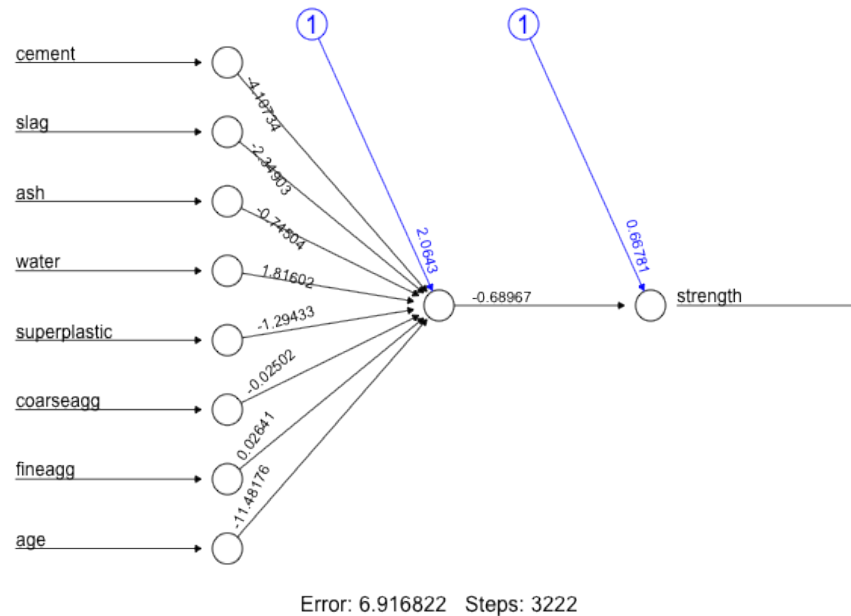 1
1
cement
-4.10734
slag
-2.34903
ash
-0.74504
water
1.81602
2.0643
0.66781
-0.68967
strength
superplastic
-1.29433
coarseagg
-0.02502
fineagg
0.02641
age
-11.48176
Error: 6.916822 Steps: 3222